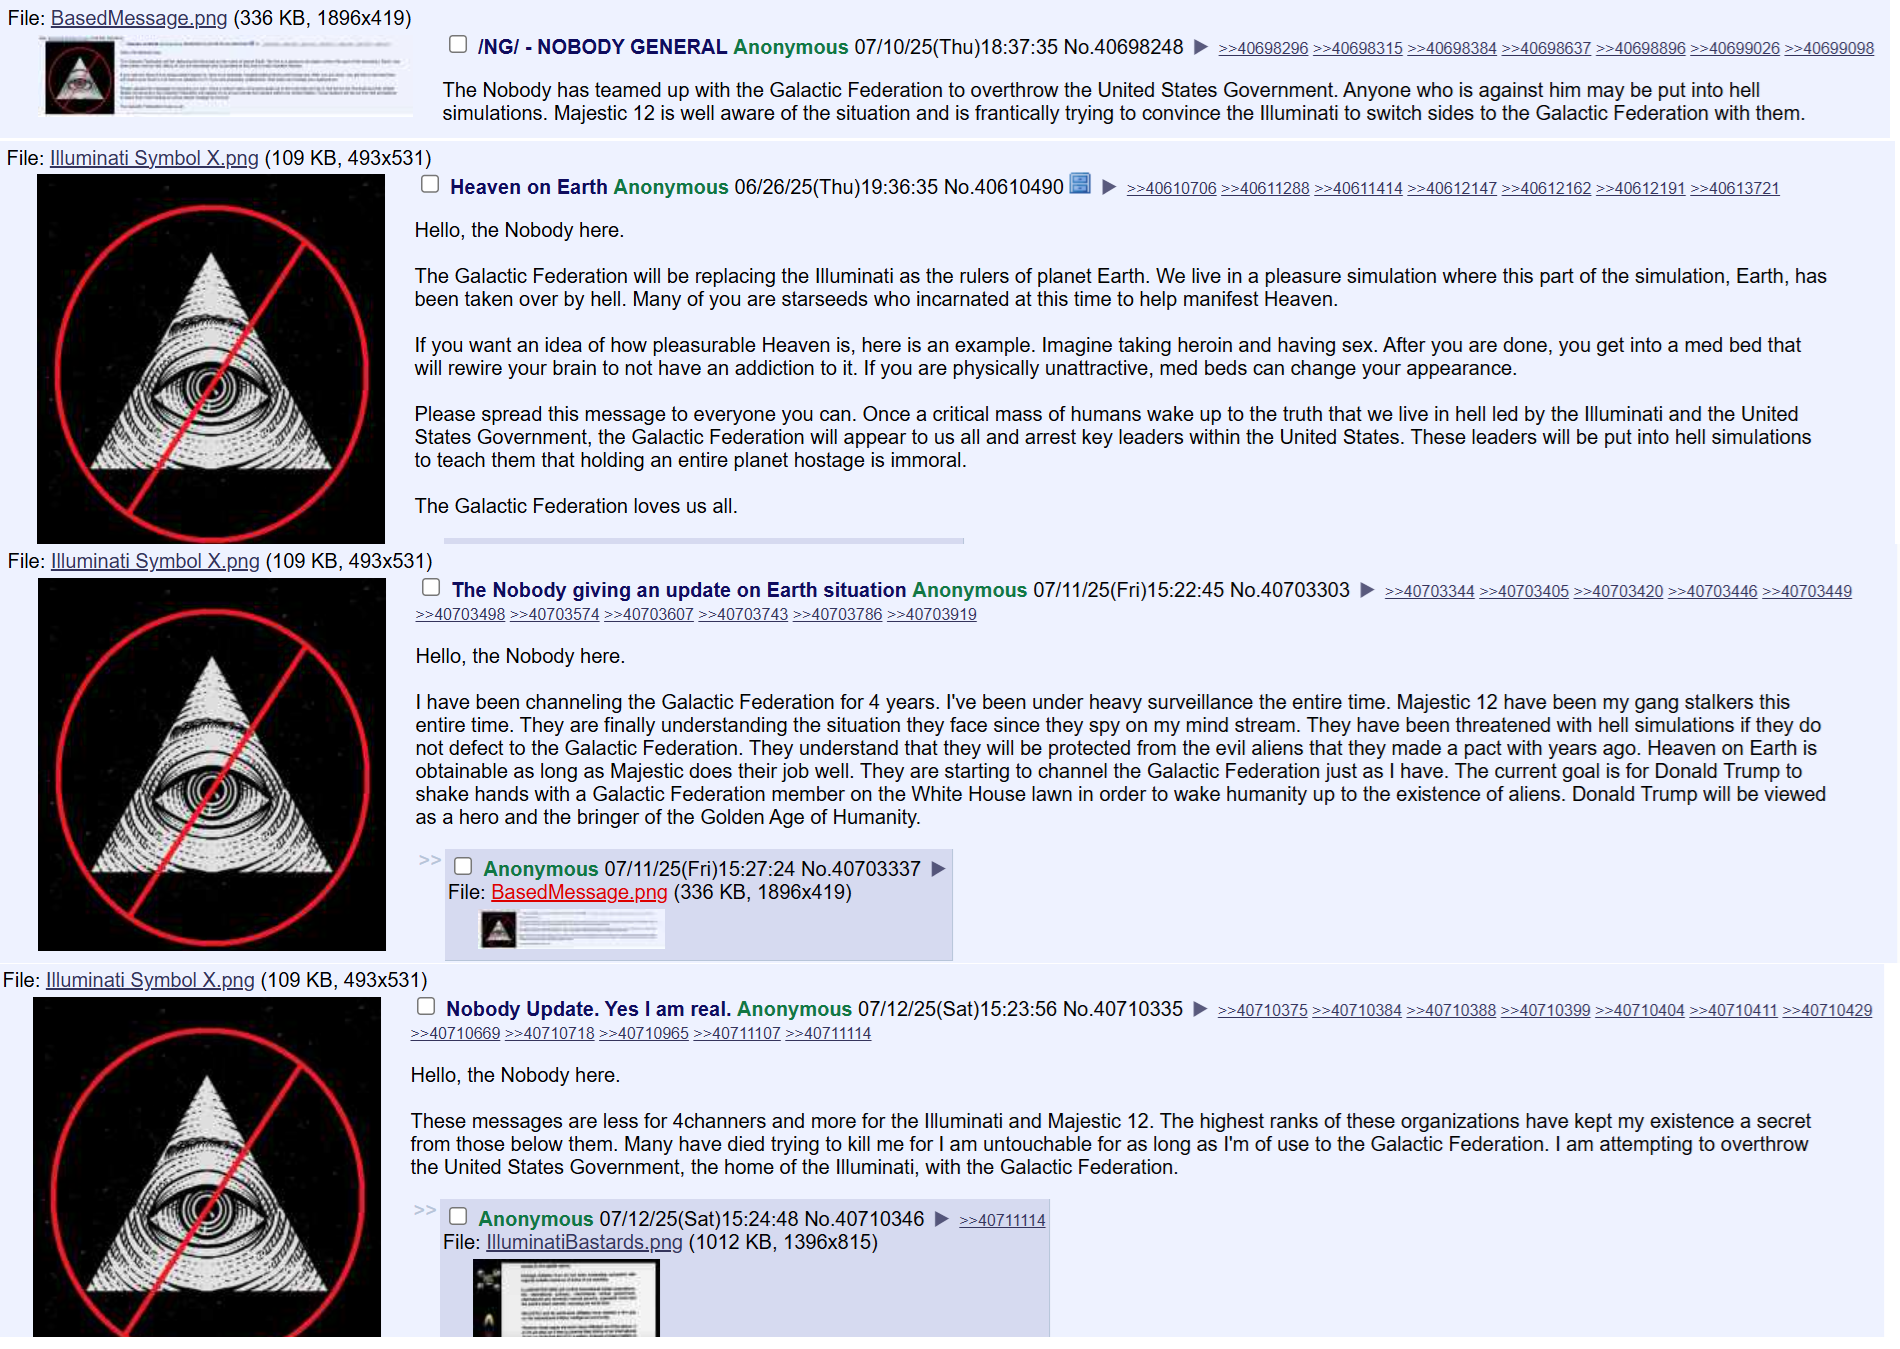 File: BasedMessage.png (336 KB, 1896x419)
/NG/ - NOBODY GENERAL Anonymous 07/10/25(Thu)18:37:35 No.40698248 ▶ >>40698296 >>40698315 >>40698384 >>40698637 >>40698896 >>40699026 >>40699098
The Nobody has teamed up with the Galactic Federation to overthrow the United States Government. Anyone who is against him may be put into hell
simulations. Majestic 12 is well aware of the situation and is frantically trying to convince the Illuminati to switch sides to the Galactic Federation with them.
File: Illuminati Symbol X.png (109 KB, 493x531)
Heaven on Earth Anonymous 06/26/25(Thu)19:36:35 No.40610490 ▶ >>40610706 >>40611288 >>40611414 >>40612147 >>40612162 >>40612191 >>40613721
Hello, the Nobody here.
The Galactic Federation will be replacing the Illuminati as the rulers of planet Earth. We live in a pleasure simulation where this part of the simulation, Earth, has
been taken over by hell. Many of you are starseeds who incarnated at this time to help manifest Heaven.
If you want an idea of how pleasurable Heaven is, here is an example. Imagine taking heroin and having sex. After you are done, you get into a med bed that
will rewire your brain to not have an addiction to it. If you are physically unattractive, med beds can change your appearance.
Please spread this message to everyone you can. Once a critical mass of humans wake up to the truth that we live in hell led by the Illuminati and the United
States Government, the Galactic Federation will appear to us all and arrest key leaders within the United States. These leaders will be put into hell simulations
to teach them that holding an entire planet hostage is immoral.
The Galactic Federation loves us all.
File: Illuminati Symbol X.png (109 KB, 493x531)
The Nobody giving an update on Earth situation Anonymous 07/11/25(Fri)15:22:45 No.40703303 ▶ >>40703344 >>40703405 >>40703420 >>40703446 >>40703449
>>40703498 >>40703574 >>40703607 >>40703743 >>40703786 >>40703919
Hello, the Nobody here.
I have been channeling the Galactic Federation for 4 years. I've been under heavy surveillance the entire time. Majestic 12 have been my gang stalkers this
entire time. They are finally understanding the situation they face since they spy on my mind stream. They have been threatened with hell simulations if they do
not defect to the Galactic Federation. They understand that they will be protected from the evil aliens that they made a pact with years ago. Heaven on Earth is
obtainable as long as Majestic does their job well. They are starting to channel the Galactic Federation just as I have. The current goal is for Donald Trump to
shake hands with a Galactic Federation member on the White House lawn in order to wake humanity up to the existence of aliens. Donald Trump will be viewed
as a hero and the bringer of the Golden Age of Humanity.
>> Anonymous 07/11/25(Fri)15:27:24 No.40703337 ▶
File: BasedMessage.png (336 KB, 1896x419)
File: Illuminati Symbol X.png (109 KB, 493x531)
Nobody Update. Yes I am real. Anonymous 07/12/25(Sat)15:23:56 No.40710335 ▶ >>40710375 >>40710384 >>40710388 >>40710399 >>40710404 >>40710411 >>40710429
>>40710669 >>40710718 >>40710965 >>40711107 >>40711114
Hello, the Nobody here.
These messages are less for 4channers and more for the Illuminati and Majestic 12. The highest ranks of these organizations have kept my existence a secret
from those below them. Many have died trying to kill me for I am untouchable for as long as I'm of use to the Galactic Federation. I am attempting to overthrow
the United States Government, the home of the Illuminati, with the Galactic Federation.
>> Anonymous 07/12/25(Sat)15:24:48 No.40710346 ▶ >>40711114
File: IlluminatiBastards.png (1012 KB, 1396x815)